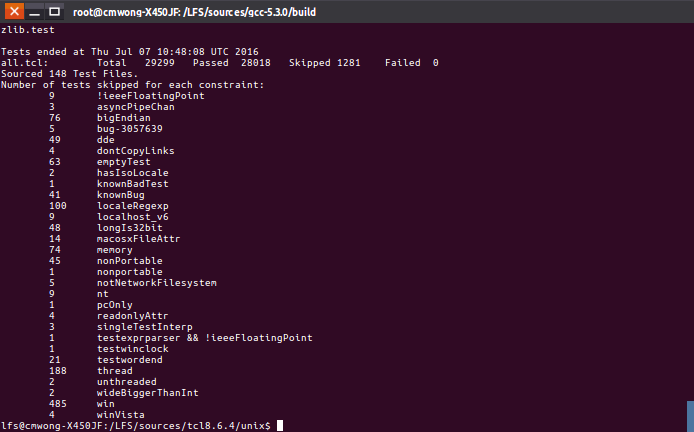 root@cmwong-X450JF: /LFS/sources/gcc-5.3.0/build
zlib.test
Tests ended at Thu Jul 07 10:48:08 UTC 2016
all.tcl:        Total   29299   Passed  28018   Skipped 1281    Failed  0
Sourced 148 Test Files.
Number of tests skipped for each constraint:
        9       !ieeeFloatingPoint
        3       asyncPipeChan
        76      bigEndian
        5       bug-3057639
        49      dde
        4       dontCopyLinks
        63      emptyTest
        2       hasIsoLocale
        1       knownBadTest
        41      knownBug
        100     localeRegexp
        9       localhost_v6
        48      longIs32bit
        14      macosxFileAttr
        74      memory
        45      nonPortable
        1       nonportable
        5       notNetworkFilesystem
        9       nt
        1       pcOnly
        4       readonlyAttr
        3       singleTestInterp
        1       testexprparser && !ieeeFloatingPoint
        1       testwinclock
        21      testwordend
        188     thread
        2       unthreaded
        2       wideBiggerThanInt
        485     win
        4       winVista
lfs@cmwong-X450JF:/LFS/sources/tcl8.6.4/unix$